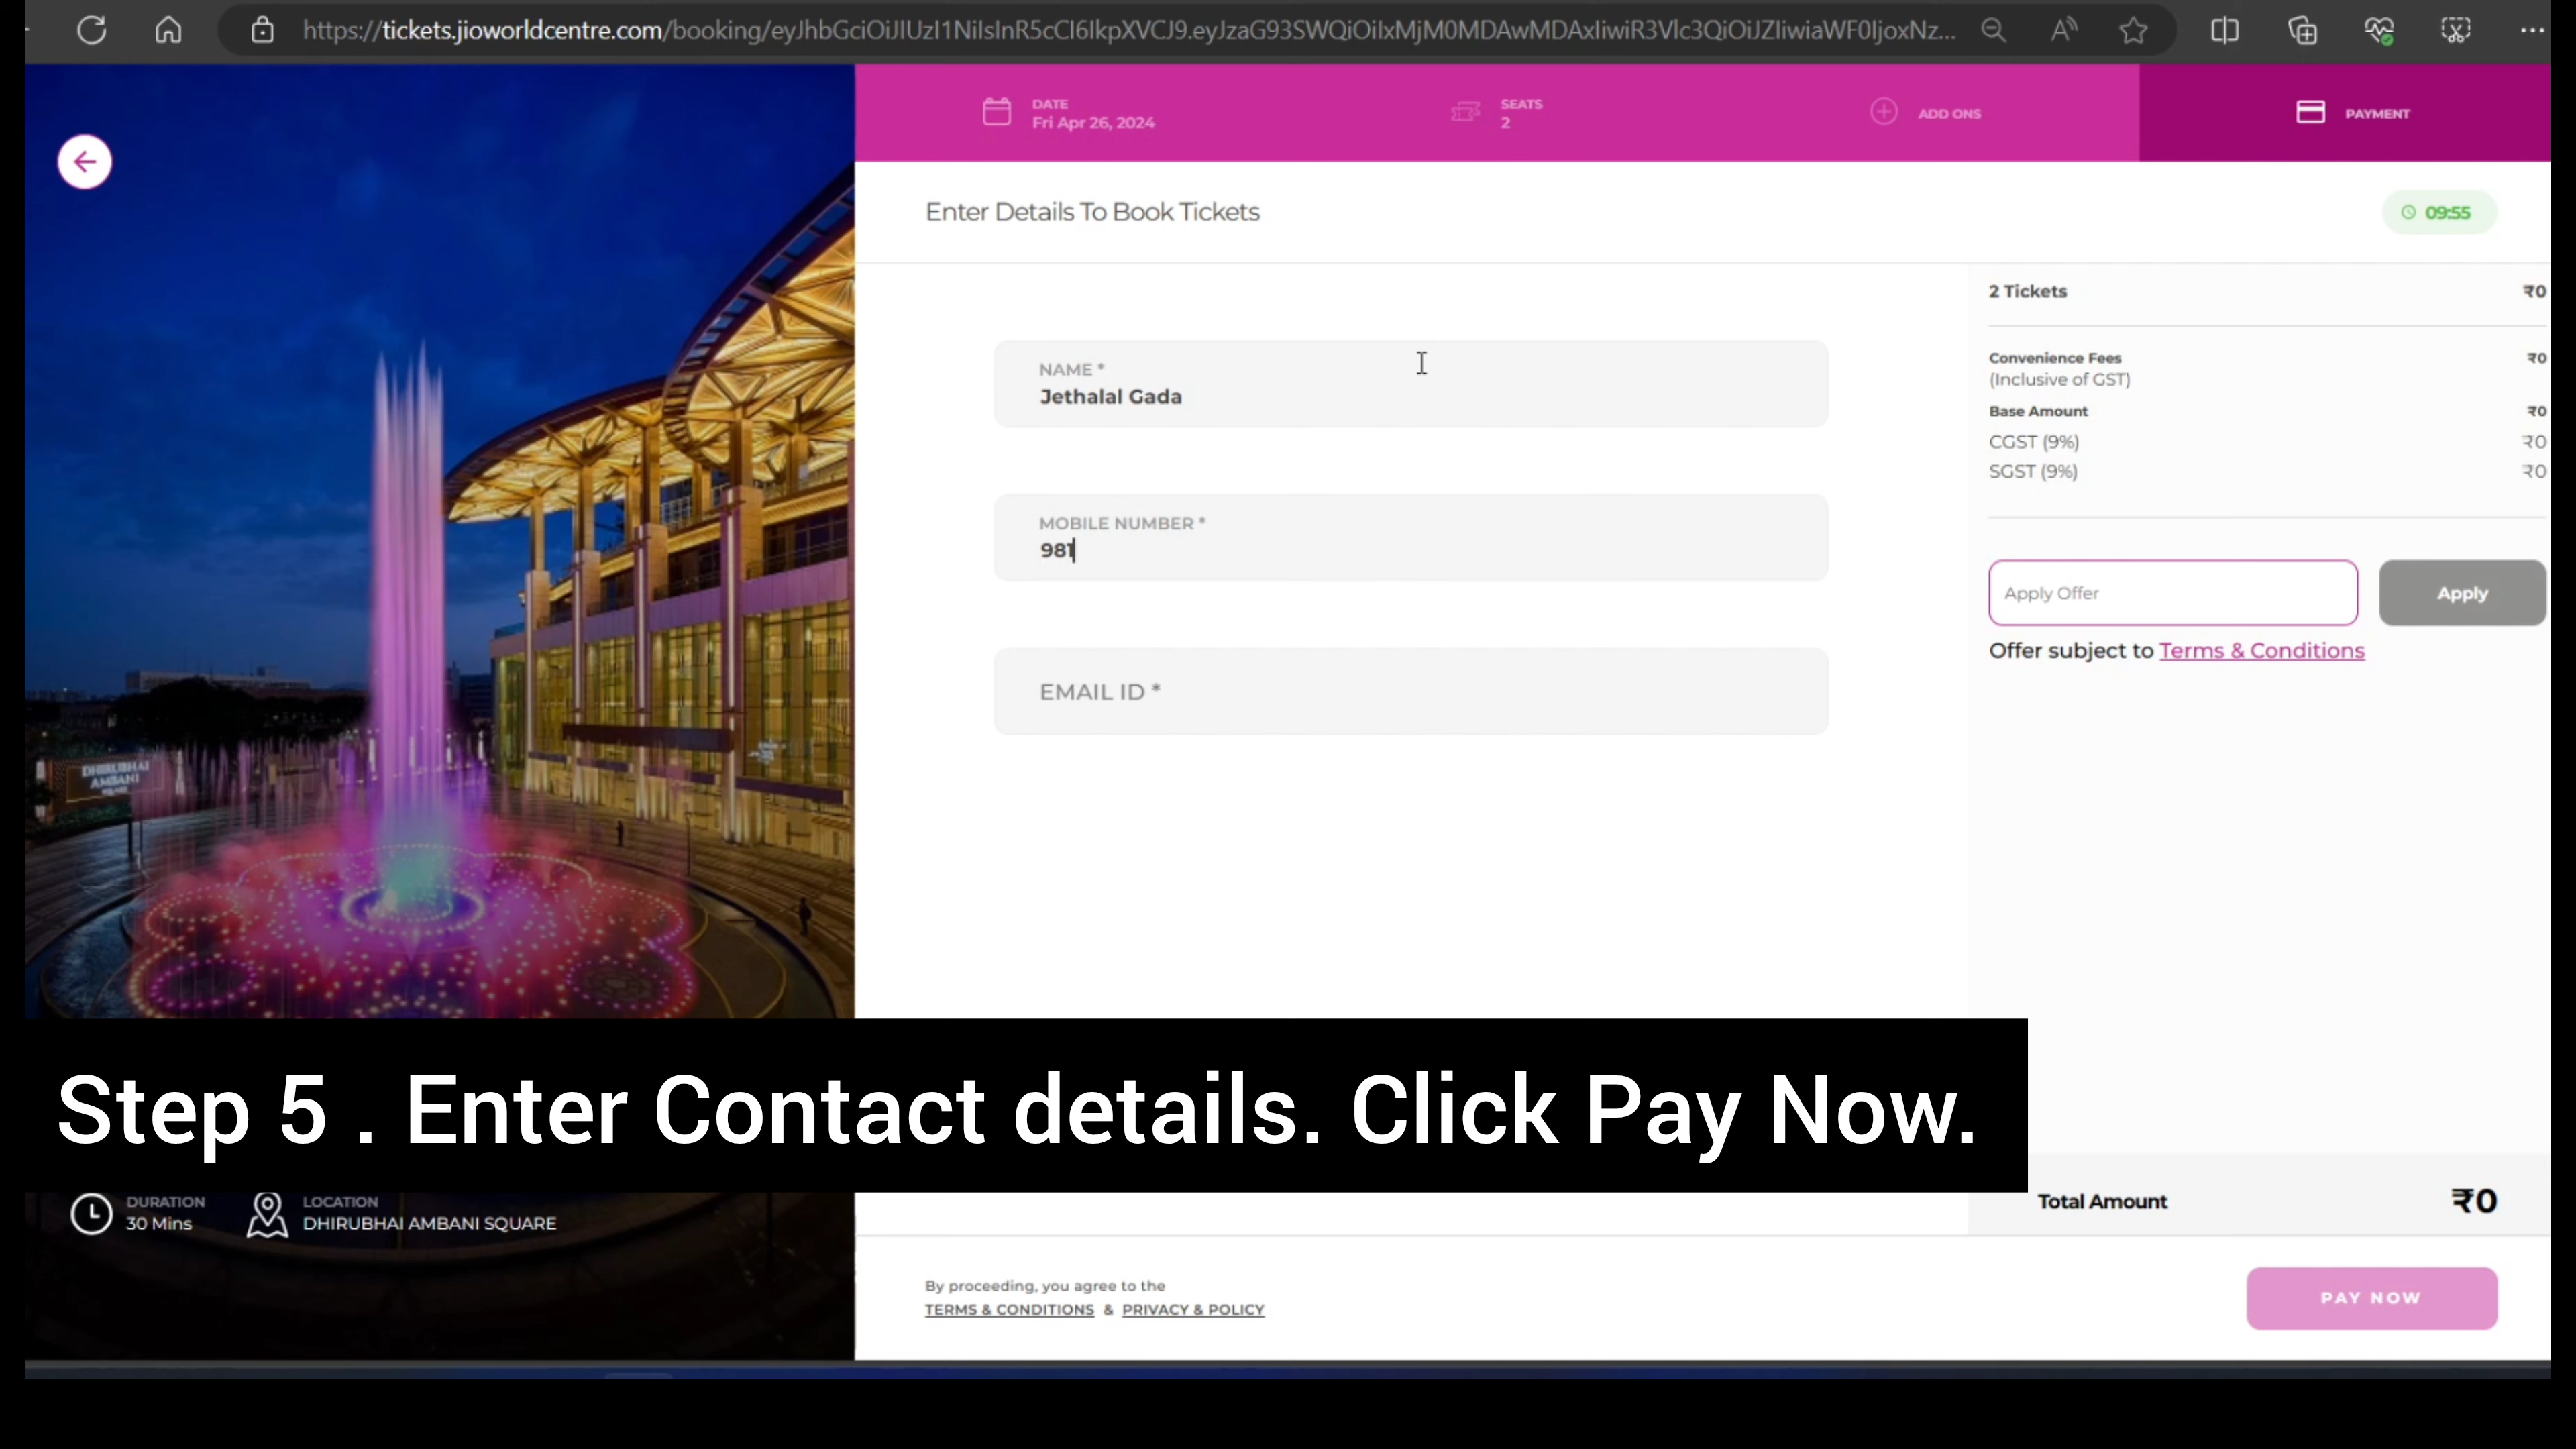 https://tickets.jioworldcentre.com/booking/eyJhbGciOiJIUzI1NiIsInR5cCI6IkpXVCJ9.eyJzaG93SWQiOiIxMjM0MDAwMDAxIiwiR3Vlc3QiOiJZIiwiaWF0IjoxNz...
DATE
Fri Apr 26, 2024
SEATS
2
ADD ONS
PAYMENT
Enter Details To Book Tickets
09:55
NAME *
Jethalal Gada
MOBILE NUMBER *
981
EMAIL ID *
2 Tickets ₹0
Convenience Fees ₹0
(Inclusive of GST)
Base Amount ₹0
CGST (9%) ₹0
SGST (9%) ₹0
Apply Offer
Apply
Offer subject to Terms & Conditions
DHIRUBHAI
AMBANI
SQUARE
Step 5 . Enter Contact details. Click Pay Now.
DURATION
30 Mins
LOCATION
DHIRUBHAI AMBANI SQUARE
Total Amount ₹0
By proceeding, you agree to the
TERMS & CONDITIONS & PRIVACY & POLICY
PAY NOW